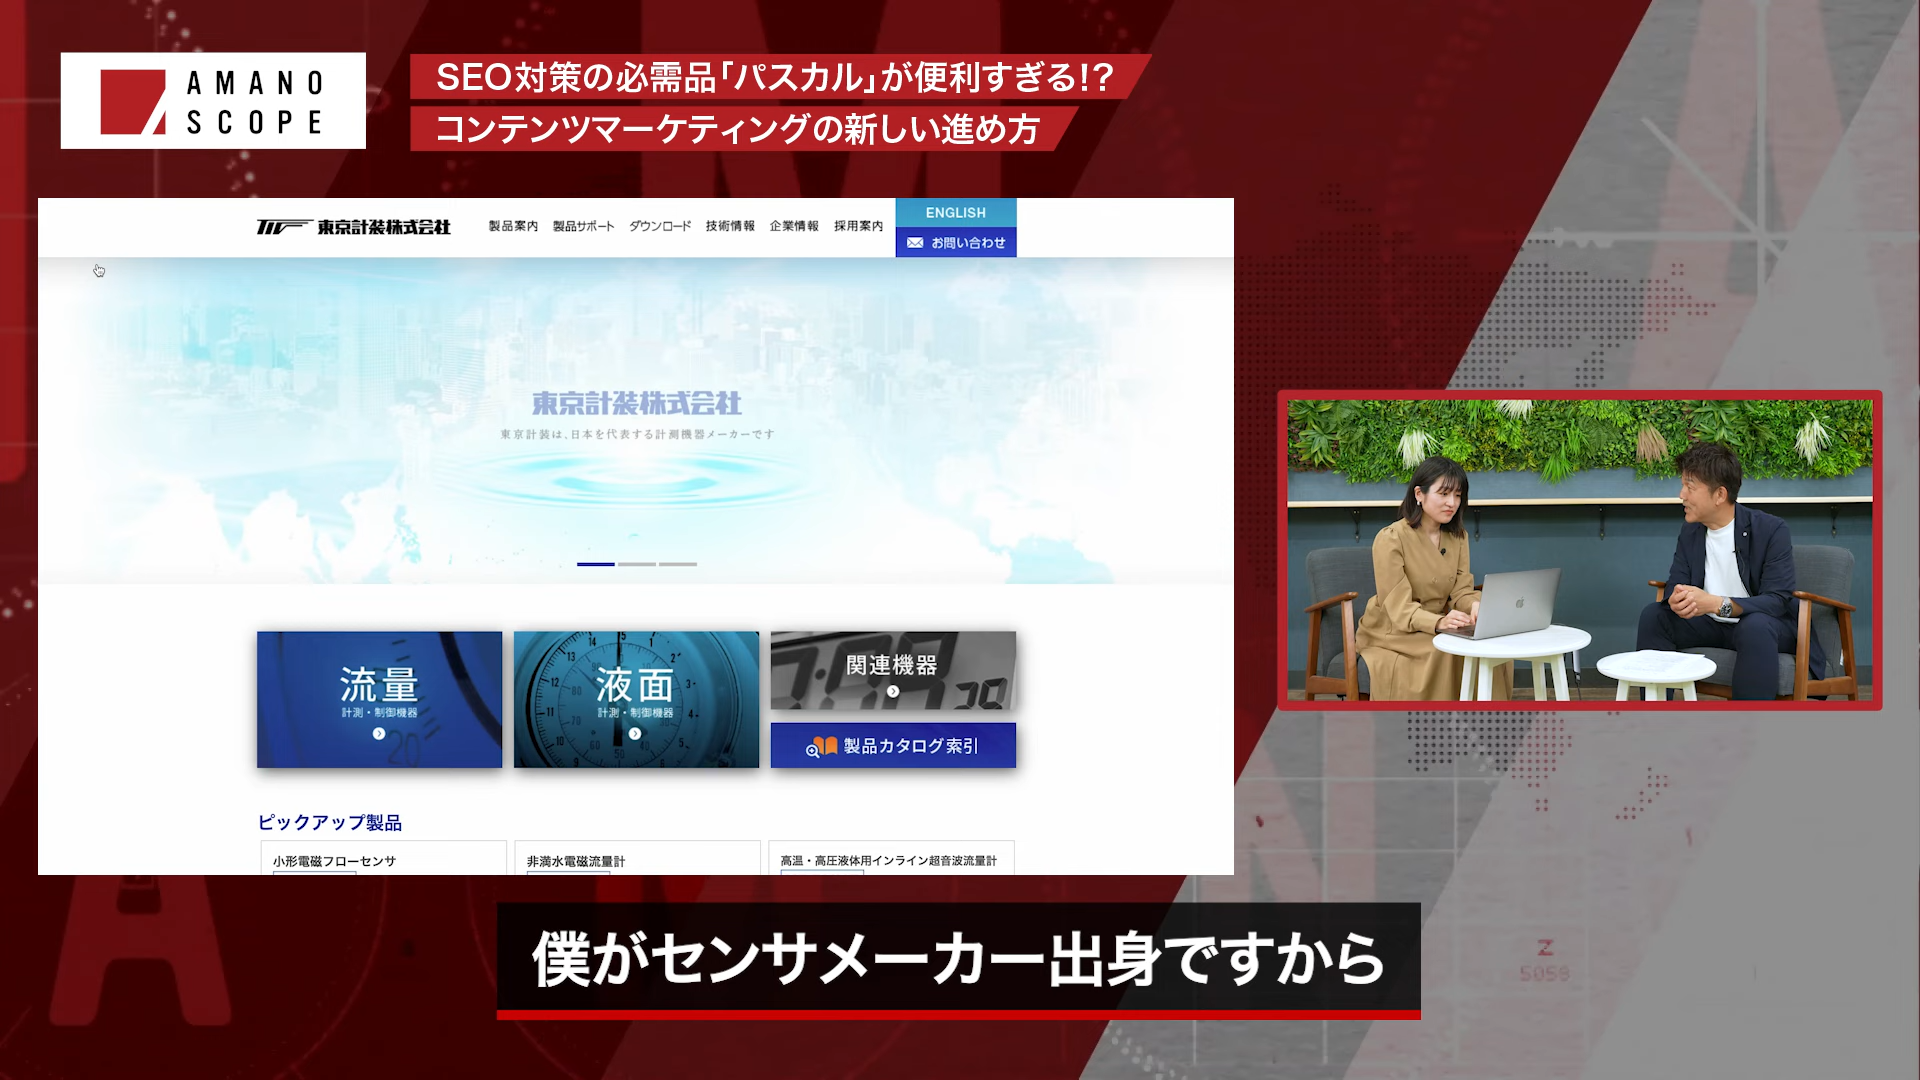 AMANO
SCOPE
SEO対策の必需品「パスカル」が便利すぎる!?
コンテンツマーケティングの新しい進め方
東京計装株式会社
製品案内 製品サポート ダウンロード 技術情報 企業情報 採用案内
ENGLISH
お問い合わせ
東京計装株式会社
東京計装は、日本を代表する計測機器メーカーです
流量
計測・制御機器
液面
計測・制御機器
関連機器
製品カタログ索引
ピックアップ製品
小形電磁フローセンサ
非満水電磁流量計
高温・高圧液体用インライン超音波流量計
僕がセンサメーカー出身ですから